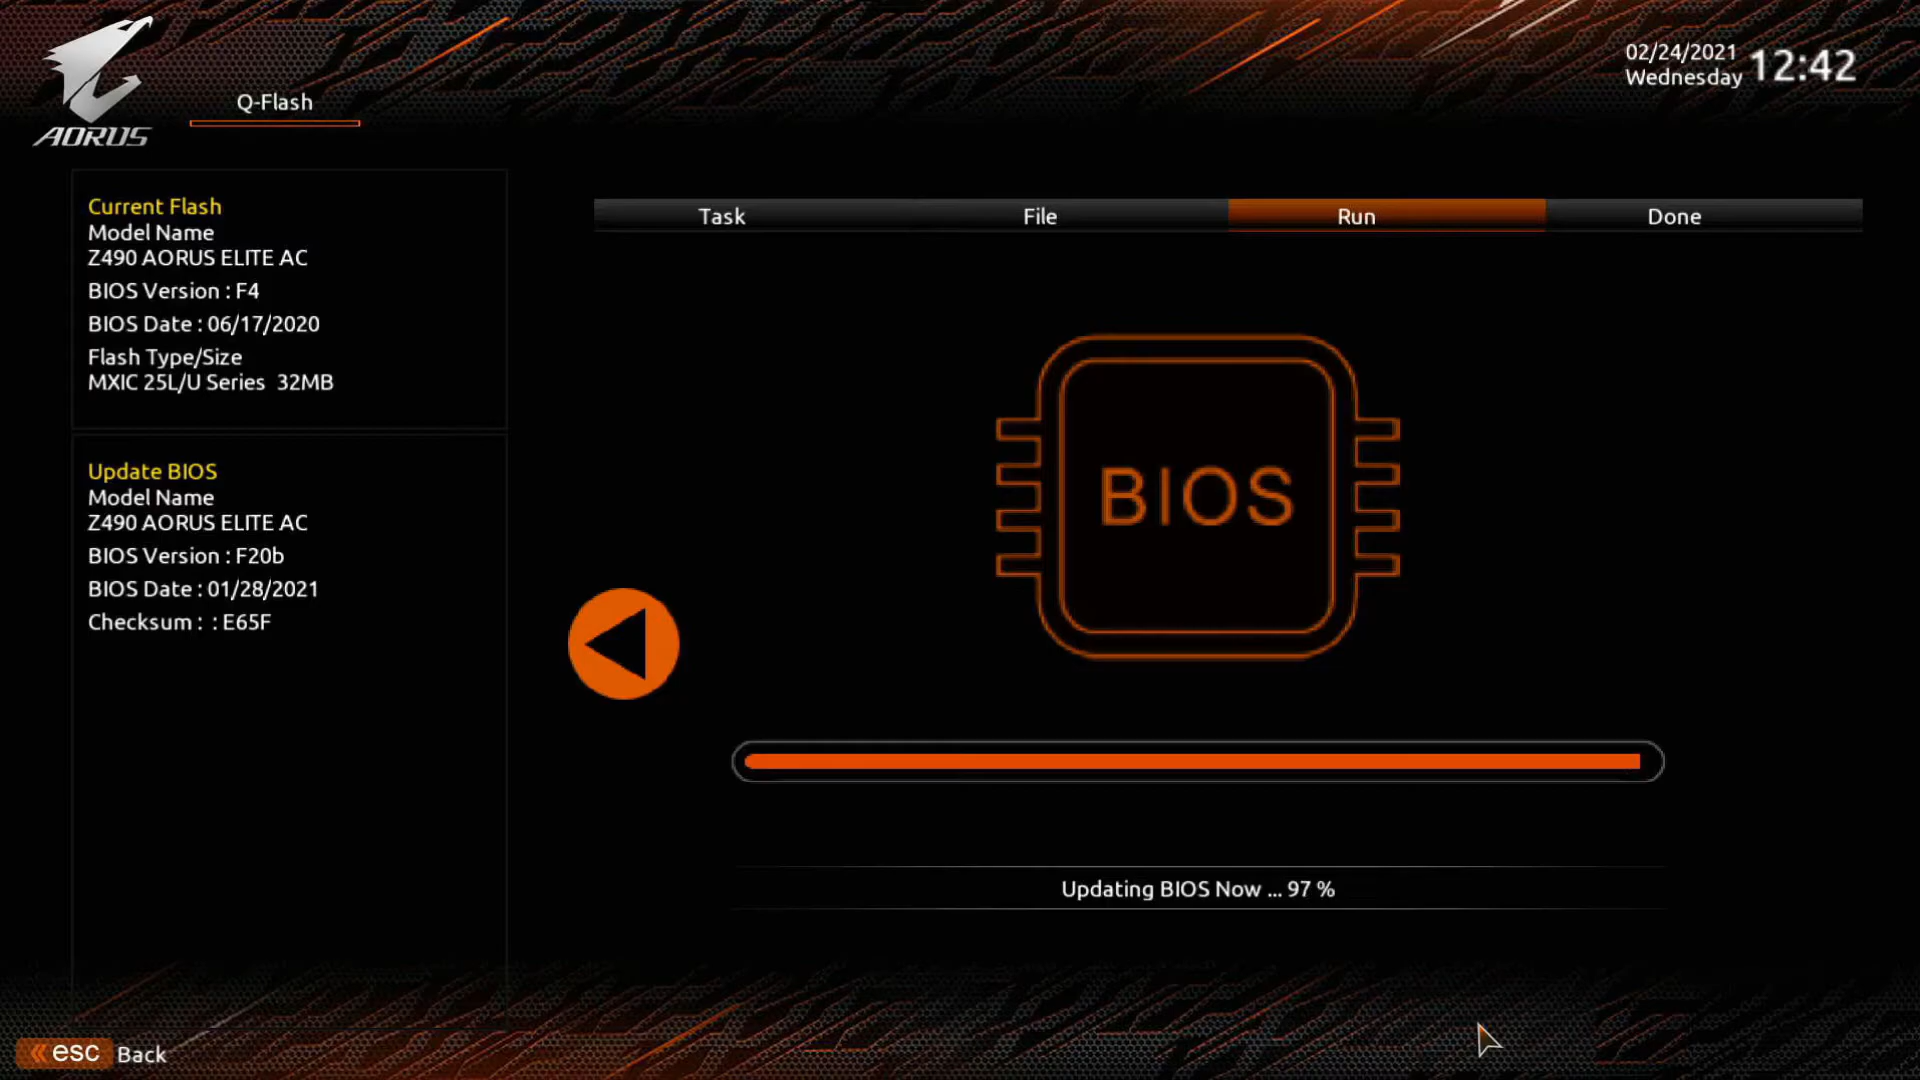 AORUS
Q-Flash
02/24/2021
Wednesday
12:42
Current Flash
Model Name
Z490 AORUS ELITE AC
BIOS Version : F4
BIOS Date : 06/17/2020
Flash Type/Size
MXIC 25L/U Series  32MB
Update BIOS
Model Name
Z490 AORUS ELITE AC
BIOS Version : F20b
BIOS Date : 01/28/2021
Checksum : : E65F
Task File Run Done
BIOS
Updating BIOS Now ... 97 %
esc Back